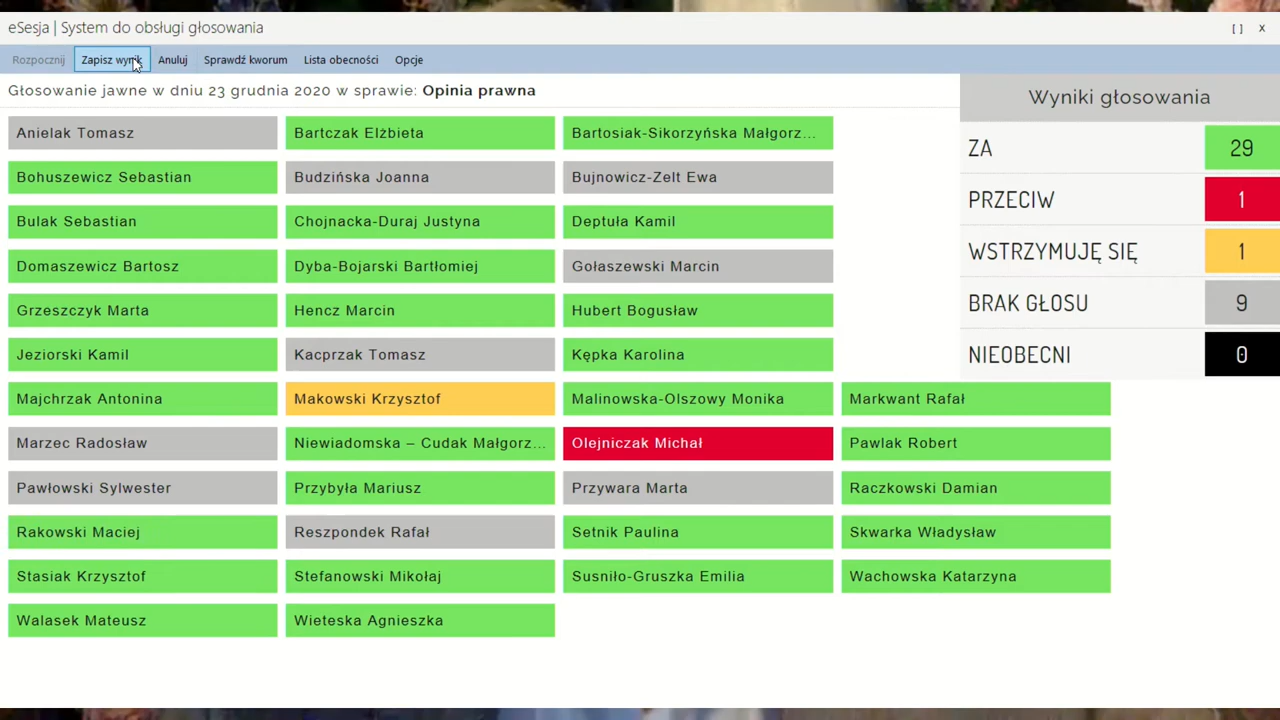 eSesja | System do obsługi głosowania
[ ] X
Rozpocznij Zapisz wynik Anuluj Sprawdź kworum Lista obecności Opcje
Głosowanie jawne w dniu 23 grudnia 2020 w sprawie: Opinia prawna
Wyniki głosowania
ZA 29
PRZECIW 1
WSTRZYMUJĘ SIĘ 1
BRAK GŁOSU 9
NIEOBECNI 0
Anielak Tomasz Bartczak Elżbieta Bartosiak-Sikorzyńska Małgorz...
Bohuszewicz Sebastian Budzińska Joanna Bujnowicz-Zelt Ewa
Bulak Sebastian Chojnacka-Duraj Justyna Deptuła Kamil
Domaszewicz Bartosz Dyba-Bojarski Bartłomiej Gołaszewski Marcin
Grzeszczyk Marta Hencz Marcin Hubert Bogusław
Jeziorski Kamil Kacprzak Tomasz Kępka Karolina
Majchrzak Antonina Makowski Krzysztof Malinowska-Olszowy Monika Markwant Rafał
Marzec Radosław Niewiadomska – Cudak Małgorz... Olejniczak Michał Pawlak Robert
Pawłowski Sylwester Przybyła Mariusz Przywara Marta Raczkowski Damian
Rakowski Maciej Reszpondek Rafał Setnik Paulina Skwarka Władysław
Stasiak Krzysztof Stefanowski Mikołaj Susniło-Gruszka Emilia Wachowska Katarzyna
Walasek Mateusz Wieteska Agnieszka